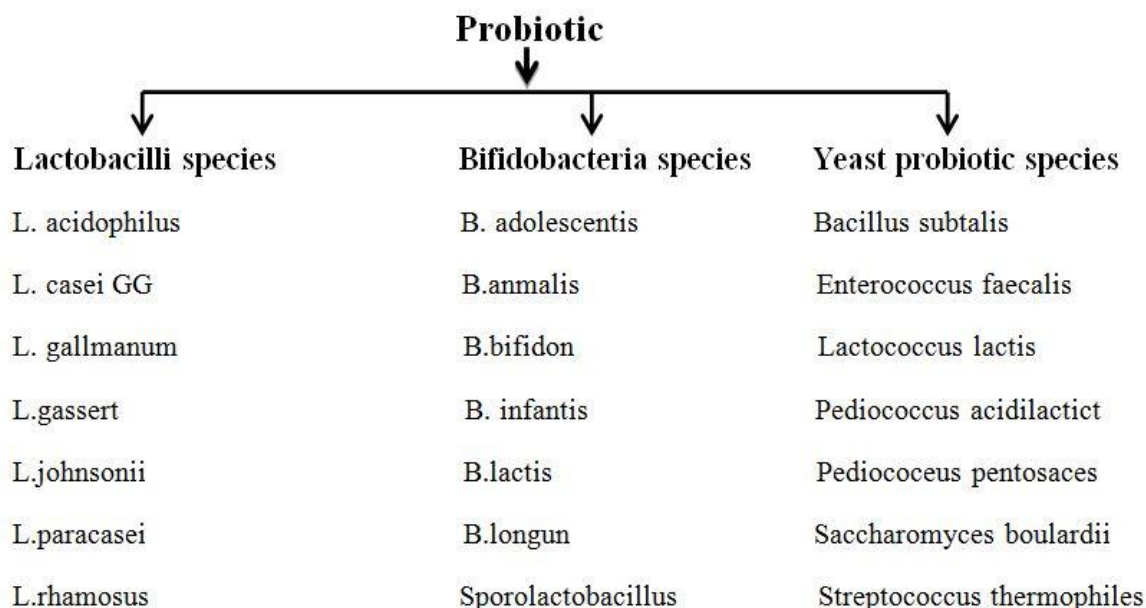 Probiotic
Lactobacilli species
Bifidobacteria species
Yeast probiotic species
L. acidophilus
B. adolescentis
Bacillus subtalis
L. casei GG
B.anmalis
Enterococcus faecalis
L. gallmanum
B.bifidon
Lactococcus lactis
L.gassert
B. infantis
Pediococcus acidilactict
L.johnsonii
B.lactis
Pediococeus pentosaces
L.paracasei
B.longun
Saccharomyces boulardii
L.rhamosus
Sporolactobacillus
Streptococcus thermophiles